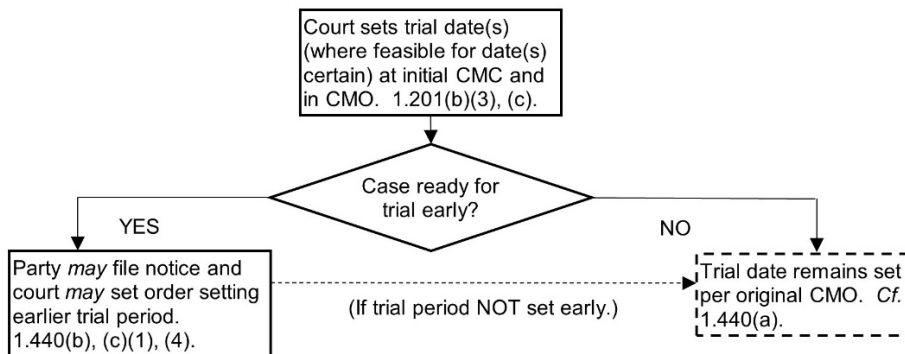 Court sets trial date(s)
(where feasible for date(s)
certain) at initial CMC and
in CMO.  1.201(b)(3), (c).
Case ready for
trial early?
YES
NO
Party may file notice and
court may set order setting
earlier trial period.
1.440(b), (c)(1), (4).
(If trial period NOT set early.)
Trial date remains set
per original CMO.  Cf.
1.440(a).